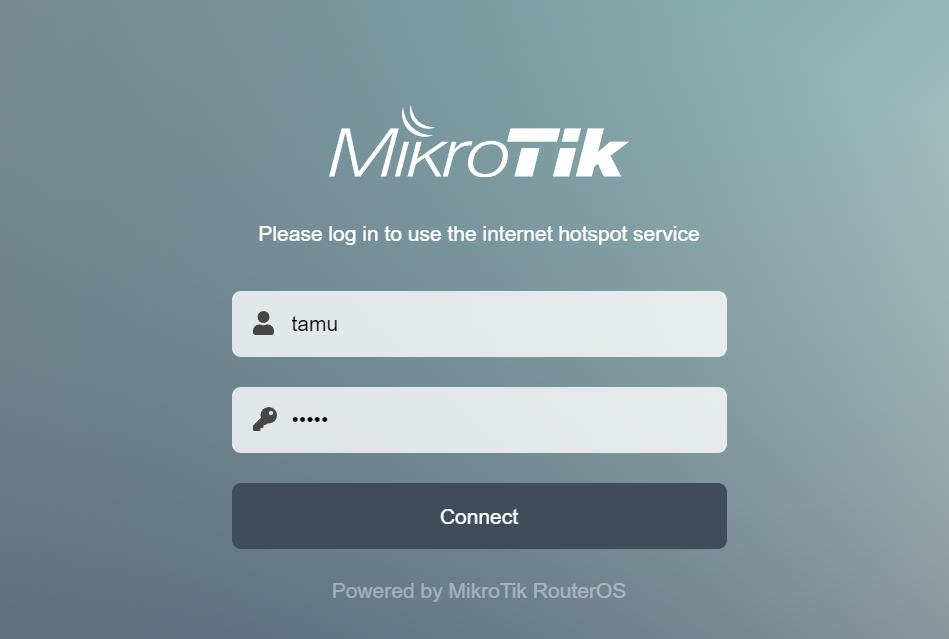 MikroTik
Please log in to use the internet hotspot service
tamu
•••••
Connect
Powered by MikroTik RouterOS